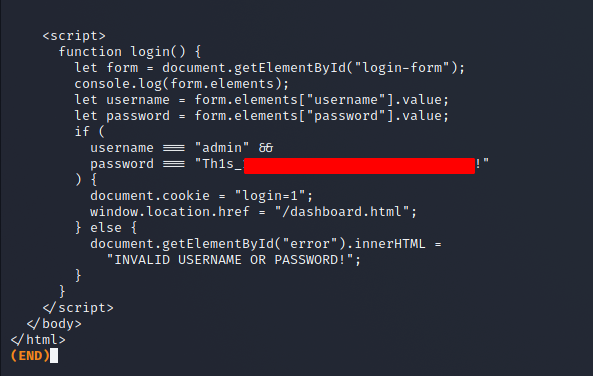 <script>
function login() {
let form = document.getElementById("login-form");
console.log(form.elements);
let username = form.elements["username"].value;
let password = form.elements["password"].value;
if (
username === "admin" &&
password === "Th1s_ !"
) {
document.cookie = "login=1";
window.location.href = "/dashboard.html";
} else {
document.getElementById("error").innerHTML =
"INVALID USERNAME OR PASSWORD!";
}
}
</script>
</body>
</html>
(END)